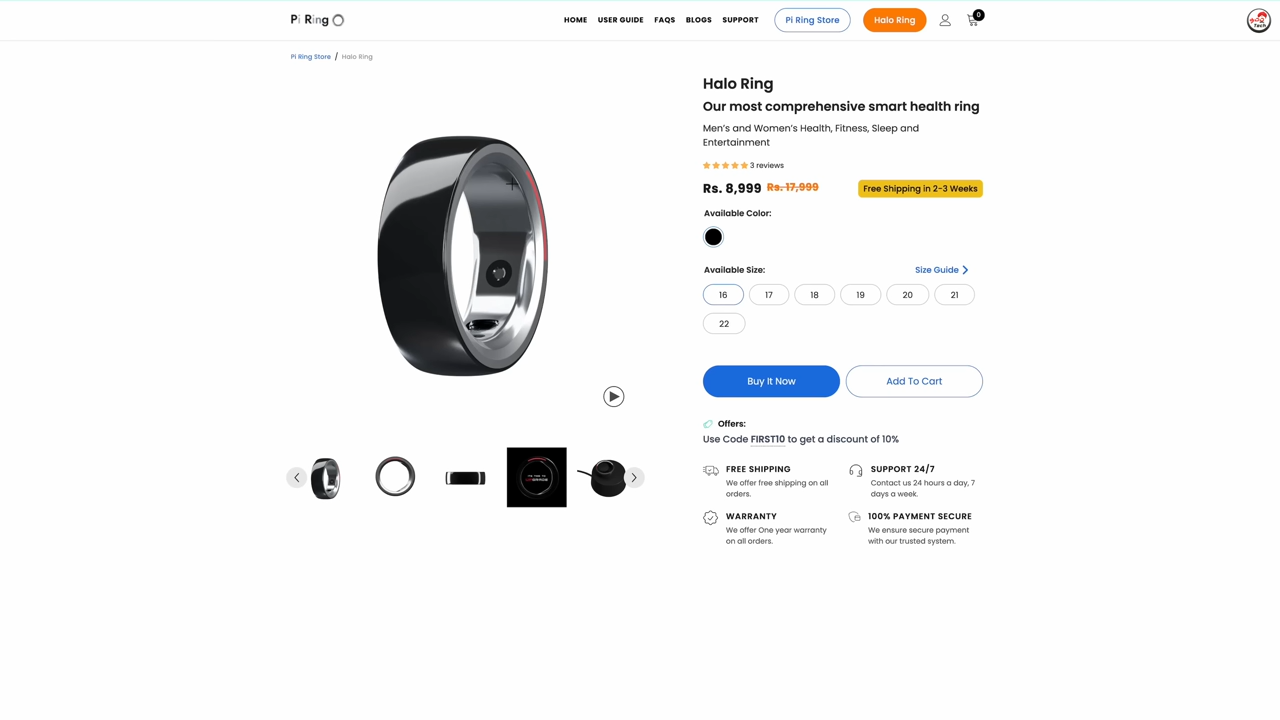 Pi Ring
HOME USER GUIDE FAQS BLOGS SUPPORT Pi Ring Store Halo Ring 0
Tech
Pi Ring Store / Halo Ring
Halo Ring
Our most comprehensive smart health ring
Men's and Women's Health, Fitness, Sleep and
Entertainment
3 reviews
Rs. 8,999 Rs. 17,999 Free Shipping in 2-3 Weeks
Available Color:
Available Size: Size Guide
16 17 18 19 20 21
22
Buy It Now Add To Cart
Offers:
Use Code FIRST10 to get a discount of 10%
FREE SHIPPING
We offer free shipping on all
orders.
SUPPORT 24/7
Contact us 24 hours a day, 7
days a week.
WARRANTY
We offer One year warranty
on all orders.
100% PAYMENT SECURE
We ensure secure payment
with our trusted system.
UPGRADE